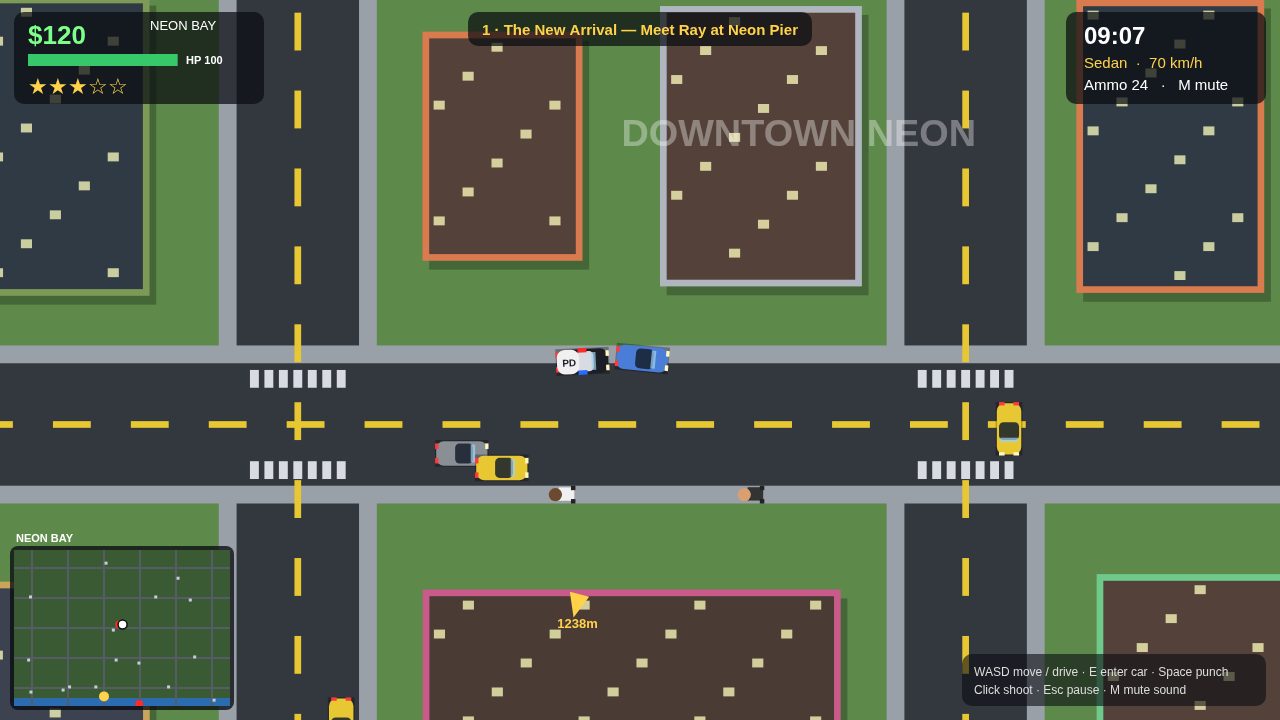 $120
NEON BAY
HP 100
★★★☆☆
1 · The New Arrival — Meet Ray at Neon Pier
09:07
Sedan · 70 km/h
Ammo 24 · M mute
DOWNTOWN NEON
PD
1238m
NEON BAY
WASD move / drive · E enter car · Space punch
Click shoot · Esc pause · M mute sound